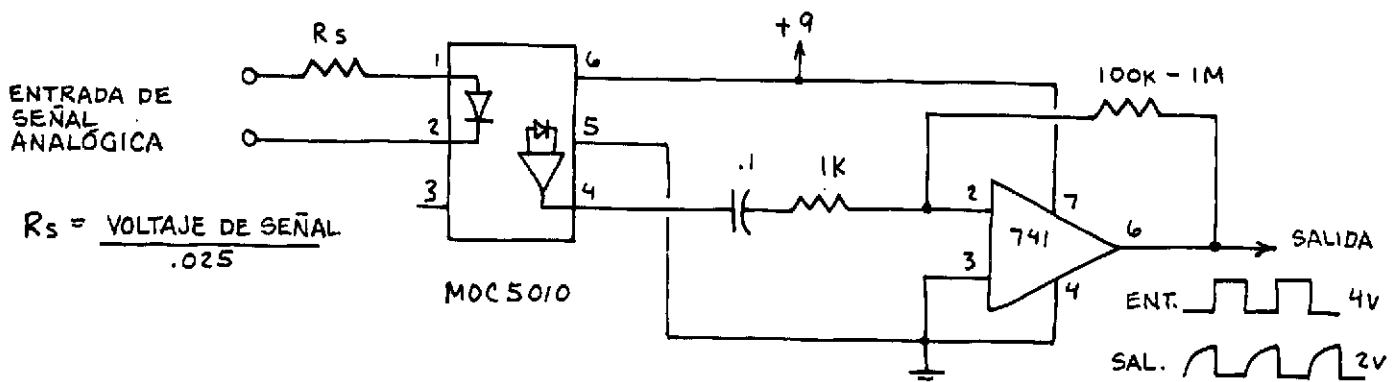 +9
Rs
1
6
100K - 1M
ENTRADA DE
SEÑAL
ANALÓGICA
2
5
.1
1K
3
4
2
7
741
6
SALIDA
3
4
Rs = VOLTAJE DE SEÑAL
.025
MOC5010
ENT. 4V
SAL. 2V